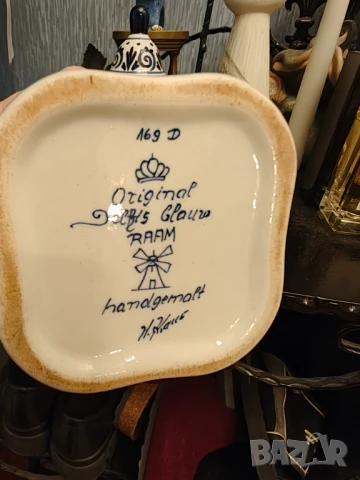 169 D
Original
Delfts Blauw
RAAM
handgemalt
BAZAR